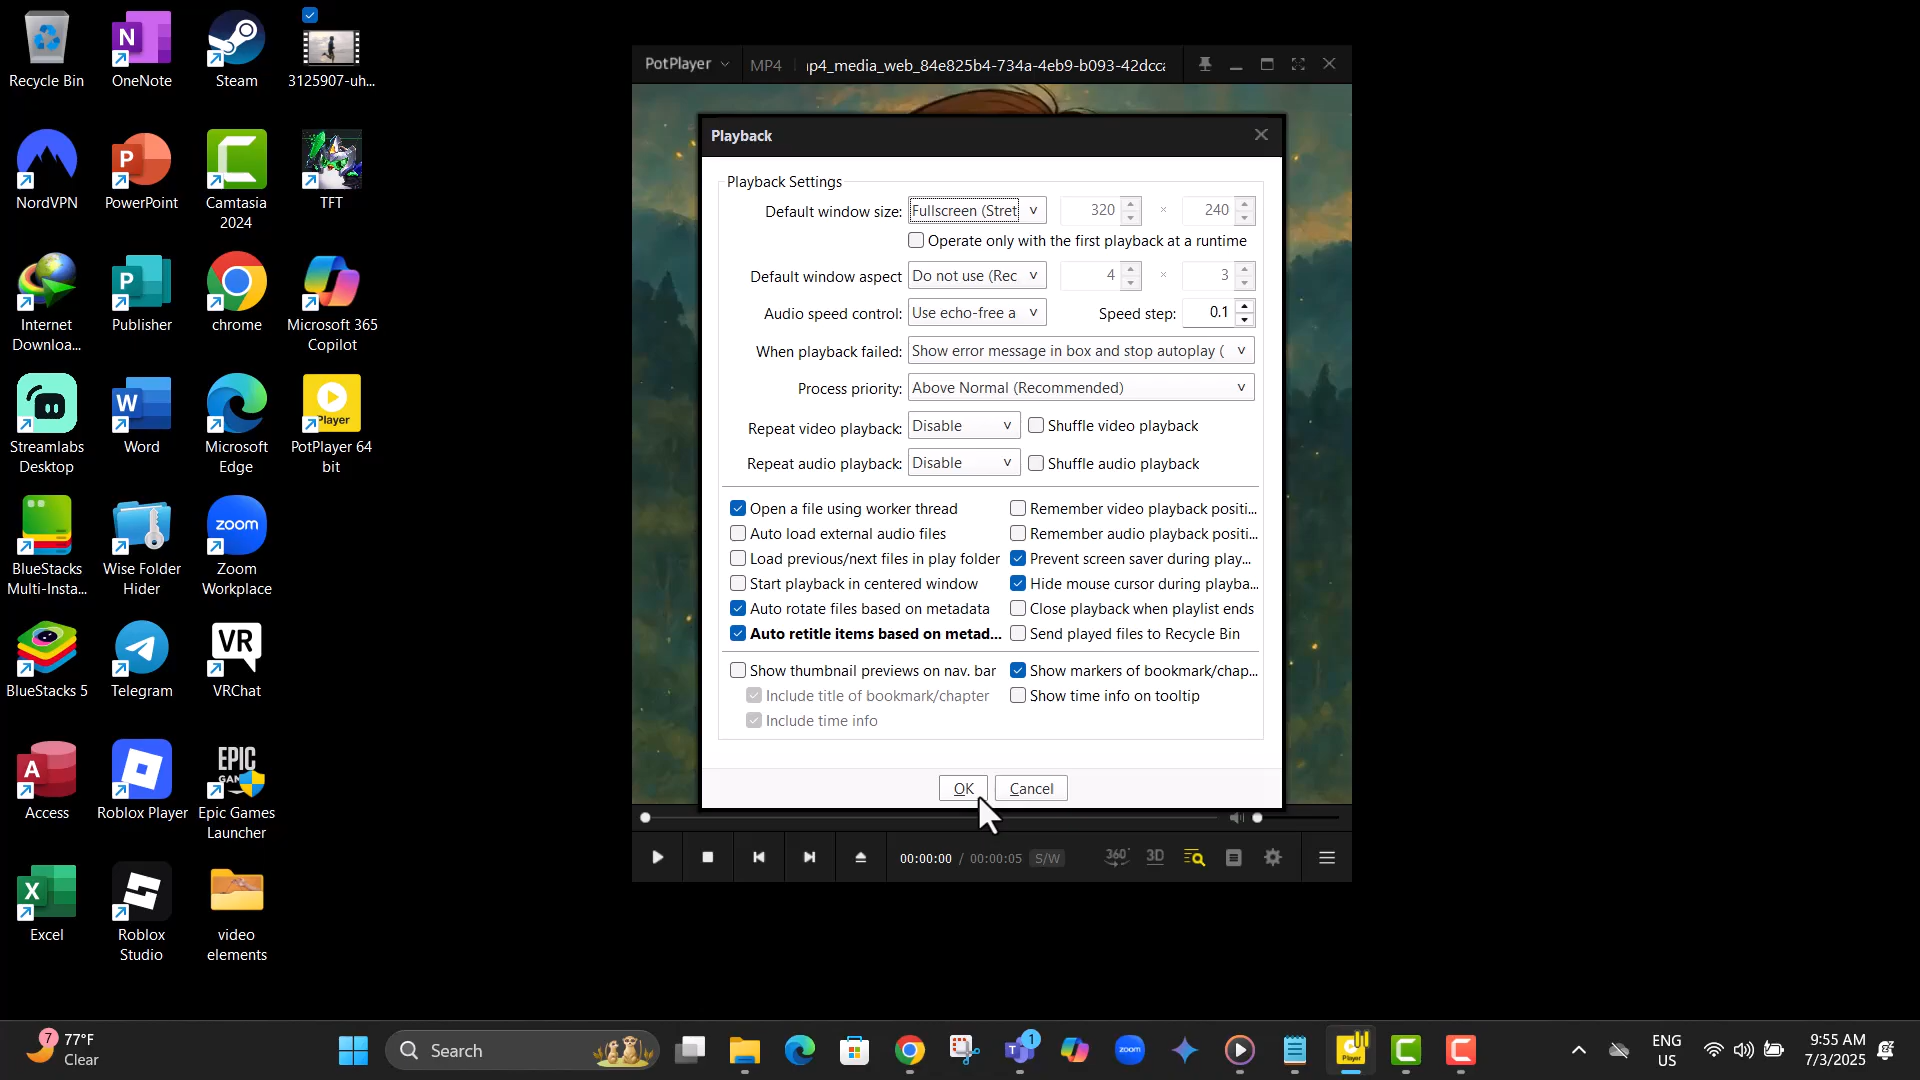 Recycle Bin
OneNote
Steam
3125907-uh...
NordVPN
PowerPoint
Camtasia
2024
TFT
Internet
Downloa...
Publisher
chrome
Microsoft 365
Copilot
Streamlabs
Desktop
Word
Microsoft
Edge
Player
PotPlayer 64
bit
BlueStacks
Multi-Insta...
Wise Folder
Hider
zoom
Zoom
Workplace
BlueStacks 5
Telegram
VR
VRChat
Access
Roblox Player
EPIC
Epic Games
Launcher
Excel
Roblox
Studio
video
elements
PotPlayer
MP4
np4_media_web_84e825b4-734a-4eb9-b093-42dcca
Playback
Playback Settings
Default window size: Fullscreen (Stret 320 × 240
Operate only with the first playback at a runtime
Default window aspect Do not use (Rec 4 × 3
Audio speed control: Use echo-free a Speed step: 0.1
When playback failed: Show error message in box and stop autoplay (
Process priority: Above Normal (Recommended)
Repeat video playback: Disable Shuffle video playback
Repeat audio playback: Disable Shuffle audio playback
Open a file using worker thread Remember video playback positi...
Auto load external audio files Remember audio playback positi...
Load previous/next files in play folder Prevent screen saver during play...
Start playback in centered window Hide mouse cursor during playba...
Auto rotate files based on metadata Close playback when playlist ends
Auto retitle items based on metad... Send played files to Recycle Bin
Show thumbnail previews on nav. bar Show markers of bookmark/chap...
Include title of bookmark/chapter Show time info on tooltip
Include time info
OK Cancel
00:00:00 / 00:00:05 S/W 360° 3D
7 77°F
Clear
Search
1
zoom
ENG
US
9:55 AM
7/3/2025